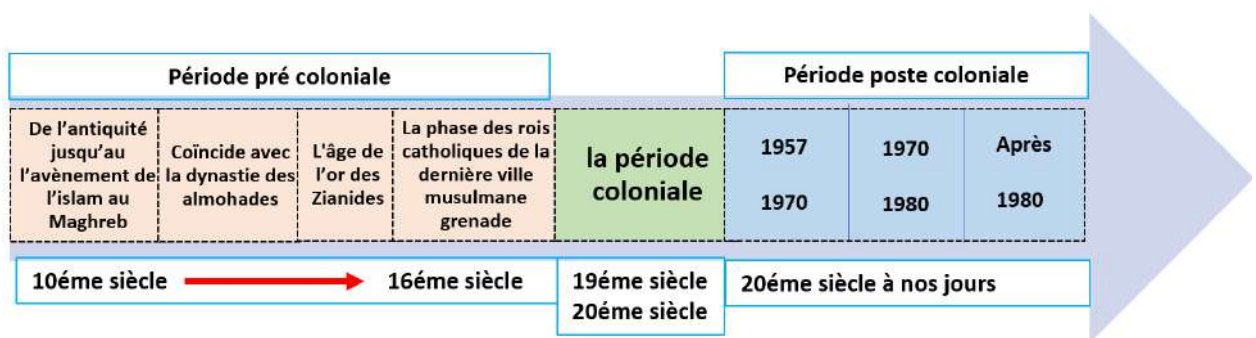 Période pré coloniale
Période poste coloniale
De l'antiquité
jusqu'au
l'avènement de
l'islam au
Maghreb
Coïncide avec
la dynastie des
almohades
L'âge de
l'or des
Zianides
La phase des rois
catholiques de la
dernière ville
musulmane
grenade
la période
coloniale
1957
1970
1970
1980
Après
1980
10éme siècle
16éme siècle
19éme siècle
20éme siècle
20éme siècle à nos jours